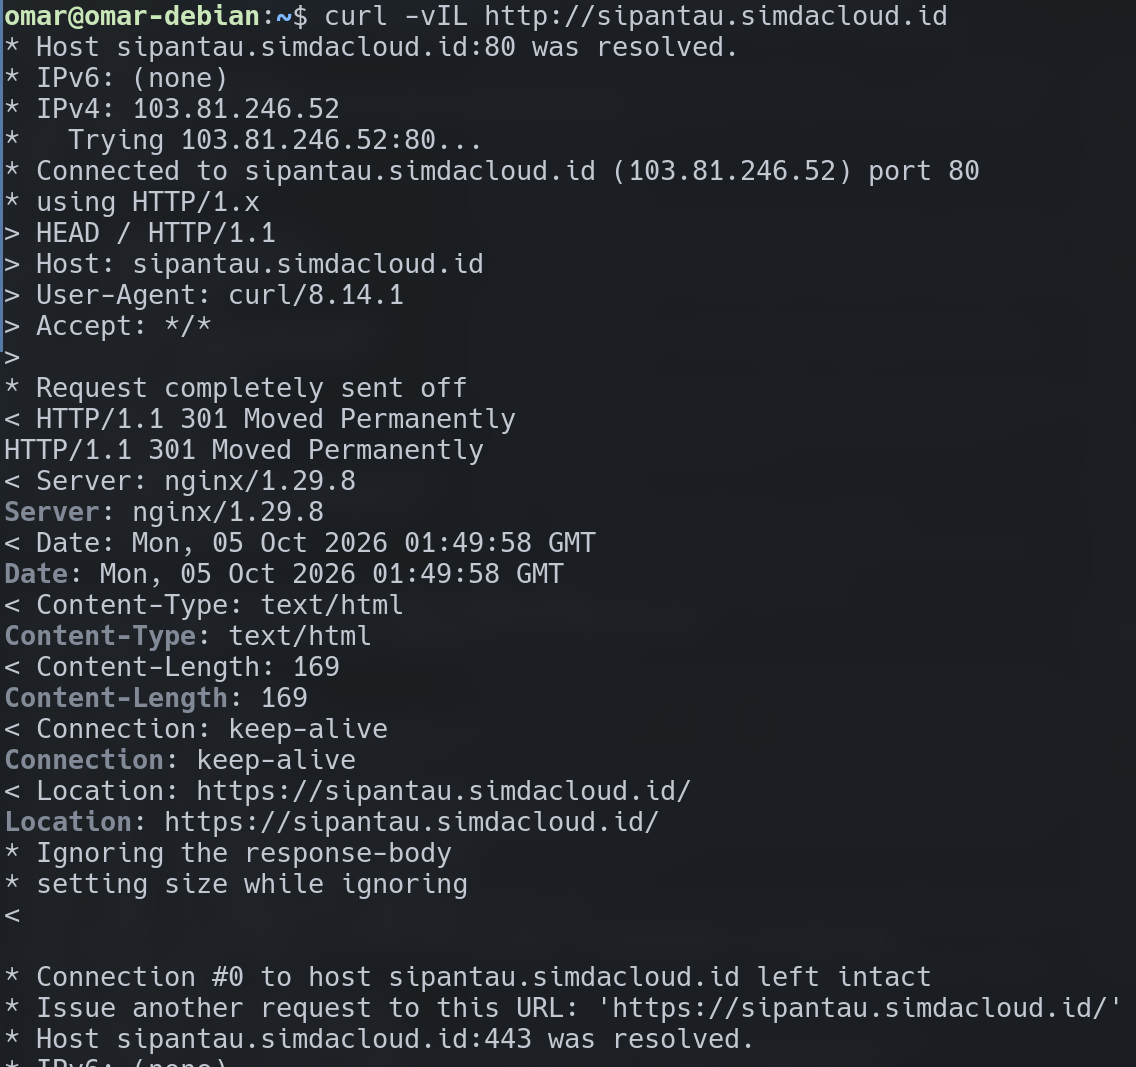 omar@omar-debian:~$ curl -vIL http://sipantau.simdacloud.id
* Host sipantau.simdacloud.id:80 was resolved.
* IPv6: (none)
* IPv4: 103.81.246.52
*   Trying 103.81.246.52:80...
* Connected to sipantau.simdacloud.id (103.81.246.52) port 80
* using HTTP/1.x
> HEAD / HTTP/1.1
> Host: sipantau.simdacloud.id
> User-Agent: curl/8.14.1
> Accept: */*
>
* Request completely sent off
< HTTP/1.1 301 Moved Permanently
HTTP/1.1 301 Moved Permanently
< Server: nginx/1.29.8
Server: nginx/1.29.8
< Date: Mon, 05 Oct 2026 01:49:58 GMT
Date: Mon, 05 Oct 2026 01:49:58 GMT
< Content-Type: text/html
Content-Type: text/html
< Content-Length: 169
Content-Length: 169
< Connection: keep-alive
Connection: keep-alive
< Location: https://sipantau.simdacloud.id/
Location: https://sipantau.simdacloud.id/
* Ignoring the response-body
* setting size while ignoring
<

* Connection #0 to host sipantau.simdacloud.id left intact
* Issue another request to this URL: 'https://sipantau.simdacloud.id/'
* Host sipantau.simdacloud.id:443 was resolved.
* IPv6: (none)